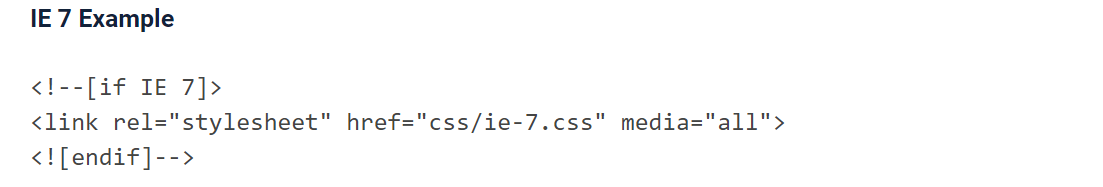 IE 7 Example
<!--[if IE 7]>
<link rel="stylesheet" href="css/ie-7.css" media="all">
<![endif]-->